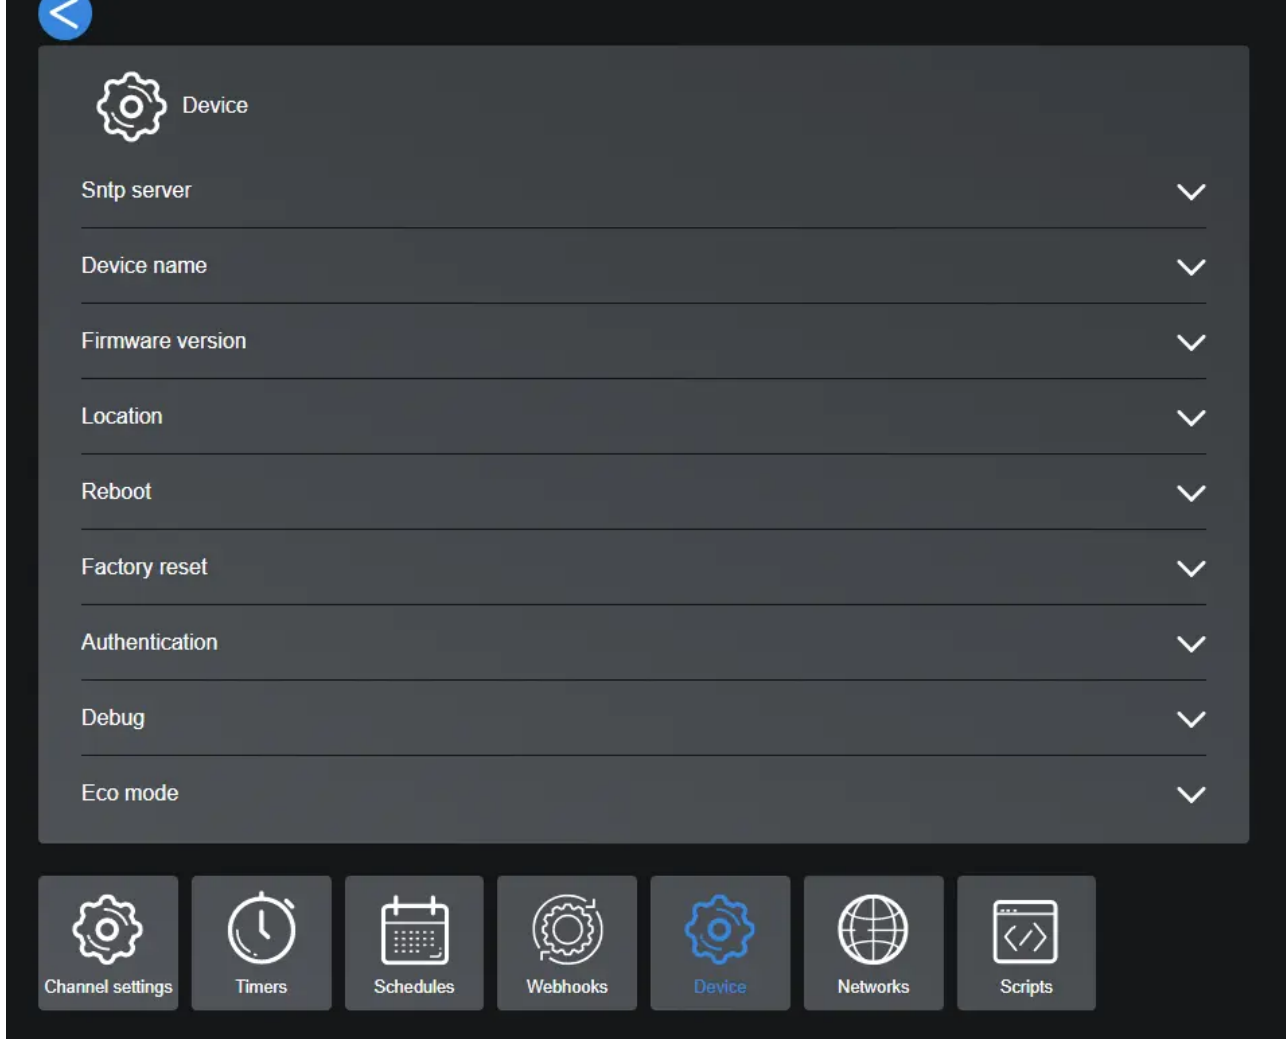 Device
Sntp server
Device name
Firmware version
Location
Reboot
Factory reset
Authentication
Debug
Eco mode
Channel settings
Timers
Schedules
Webhooks
Device
Networks
Scripts